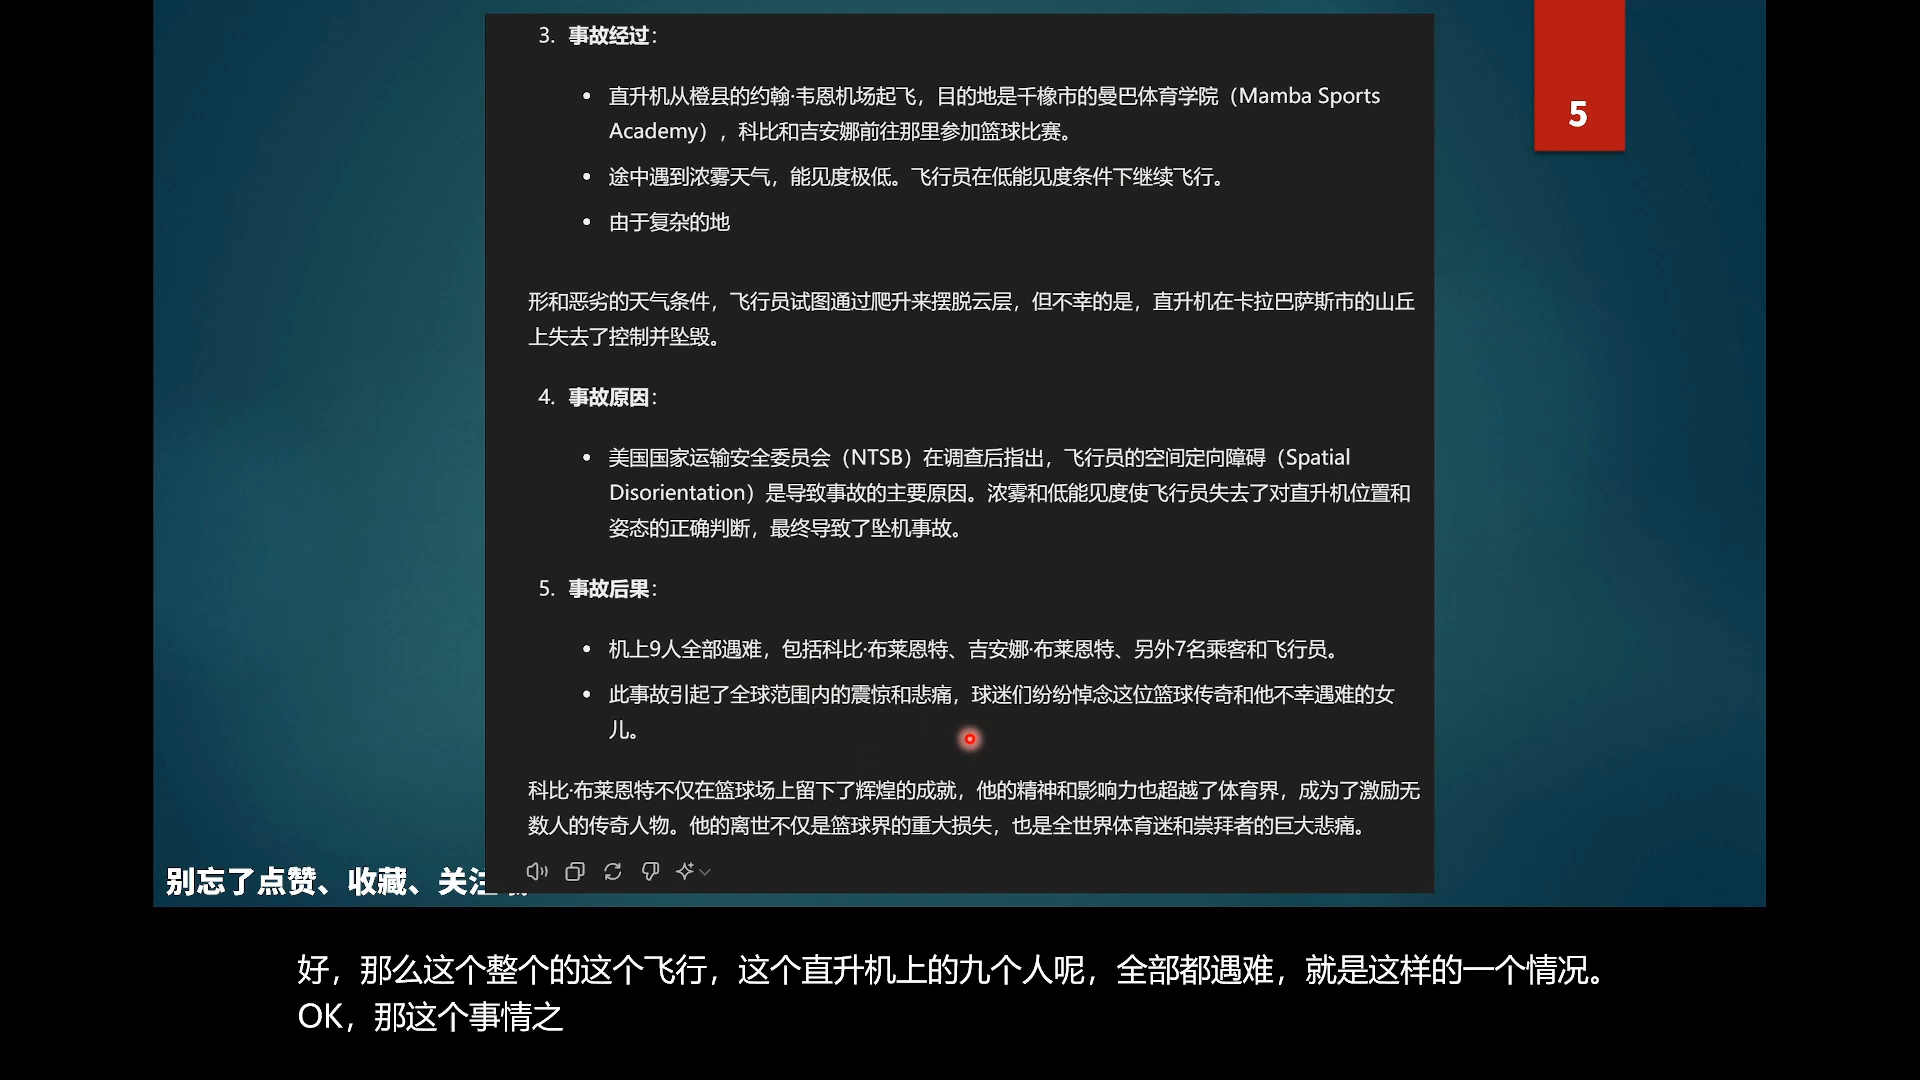 3. 事故经过：
• 直升机从橙县的约翰·韦恩机场起飞，目的地是千橡市的曼巴体育学院（Mamba Sports
Academy），科比和吉安娜前往那里参加篮球比赛。
• 途中遇到浓雾天气，能见度极低。飞行员在低能见度条件下继续飞行。
• 由于复杂的地
形和恶劣的天气条件，飞行员试图通过爬升来摆脱云层，但不幸的是，直升机在卡拉巴萨斯市的山丘
上失去了控制并坠毁。
4. 事故原因：
• 美国国家运输安全委员会（NTSB）在调查后指出，飞行员的空间定向障碍（Spatial
Disorientation）是导致事故的主要原因。浓雾和低能见度使飞行员失去了对直升机位置和
姿态的正确判断，最终导致了坠机事故。
5. 事故后果：
• 机上9人全部遇难，包括科比·布莱恩特、吉安娜·布莱恩特、另外7名乘客和飞行员。
• 此事故引起了全球范围内的震惊和悲痛，球迷们纷纷悼念这位篮球传奇和他不幸遇难的女
儿。
科比·布莱恩特不仅在篮球场上留下了辉煌的成就，他的精神和影响力也超越了体育界，成为了激励无
数人的传奇人物。他的离世不仅是篮球界的重大损失，也是全世界体育迷和崇拜者的巨大悲痛。
5
别忘了点赞、收藏、关注
好，那么这个整个的这个飞行，这个直升机上的九个人呢，全部都遇难，就是这样的一个情况。
OK，那这个事情之